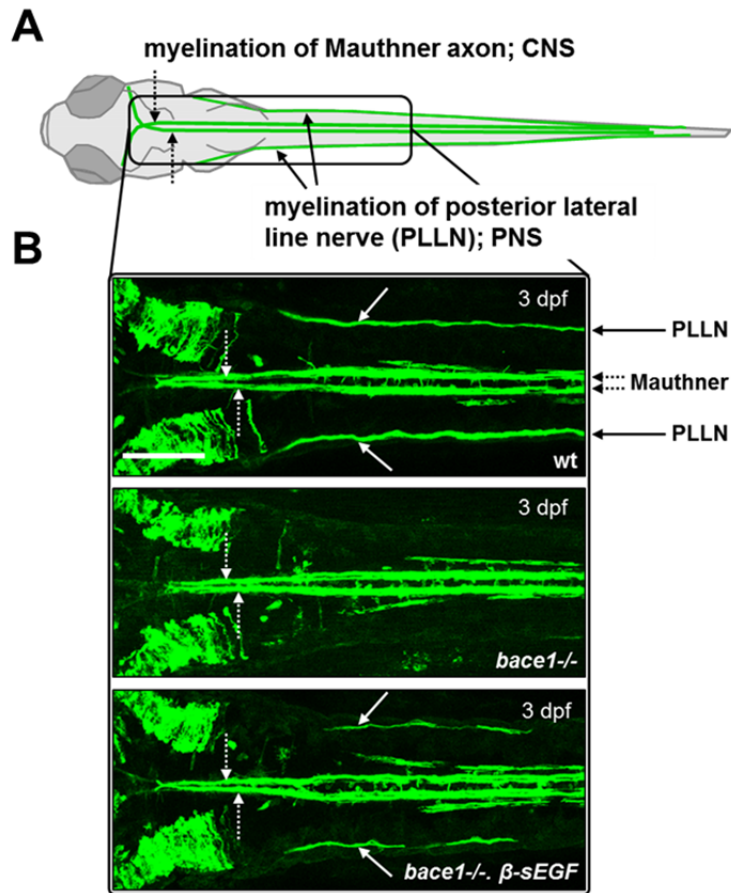 A
myelination of Mauthner axon; CNS
myelination of posterior lateral
line nerve (PLLN); PNS
B
3 dpf
PLLN
Mauthner
PLLN
wt
3 dpf
bace1-/-
3 dpf
bace1-/-. β-sEGF